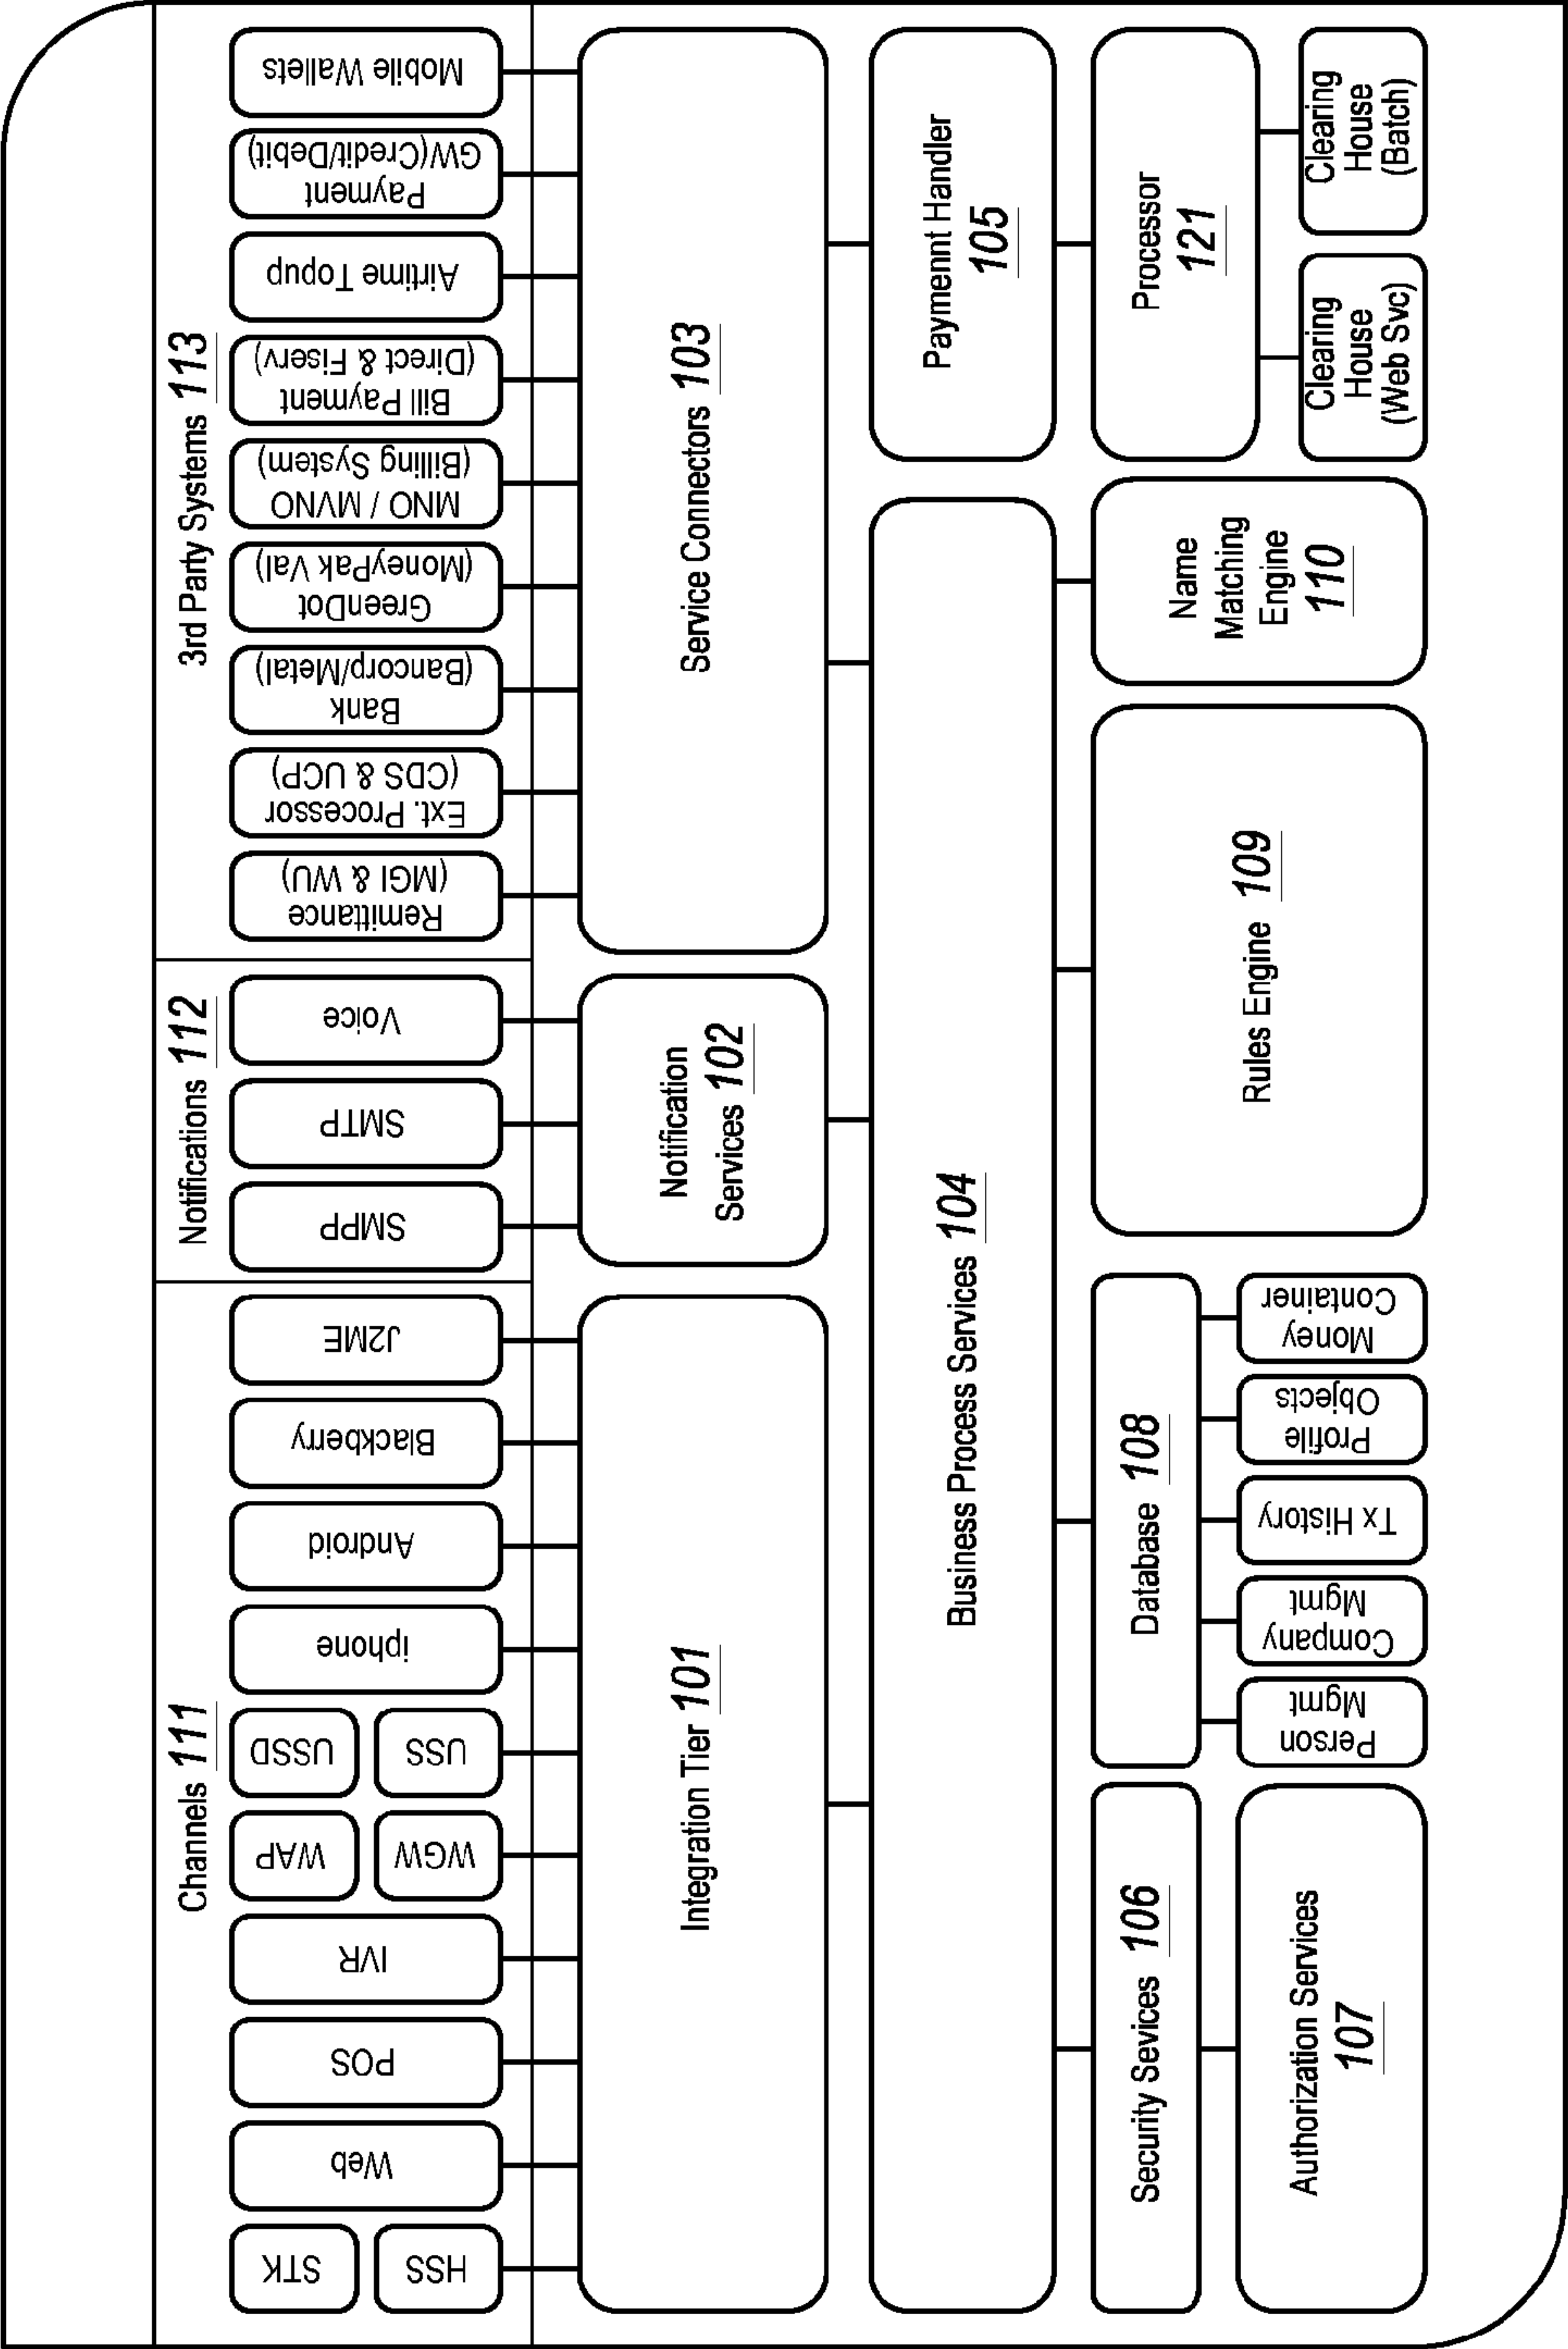 Channels 111
Notifications 112
3rd Party Systems 113
STK
HSS
Web
POS
IVR
WAP
WGW
USSD
USS
iphone
Android
Blackberry
J2ME
SMPP
SMTP
Voice
Remittance
(MGI & WU)
Ext. Processor
(CDS & UCP)
Bank
(Bancorp/Metal)
GreenDot
(MoneyPak Val)
MNO / MVNO
(Billing System)
Bill Payment
(Direct & Fiserv)
Airtime Topup
Payment
GW(Credit/Debit)
Mobile Wallets
Integration Tier 101
Notification
Services 102
Service Connectors 103
Business Process Services 104
Paymennt Handler
105
Security Sevices 106
Authorization Services
107
Database 108
Person
Mgmt
Company
Mgmt
Tx History
Profile
Objects
Money
Container
Rules Engine 109
Name
Matching
Engine
110
Processor
121
Clearing
House
(Web Svc)
Clearing
House
(Batch)